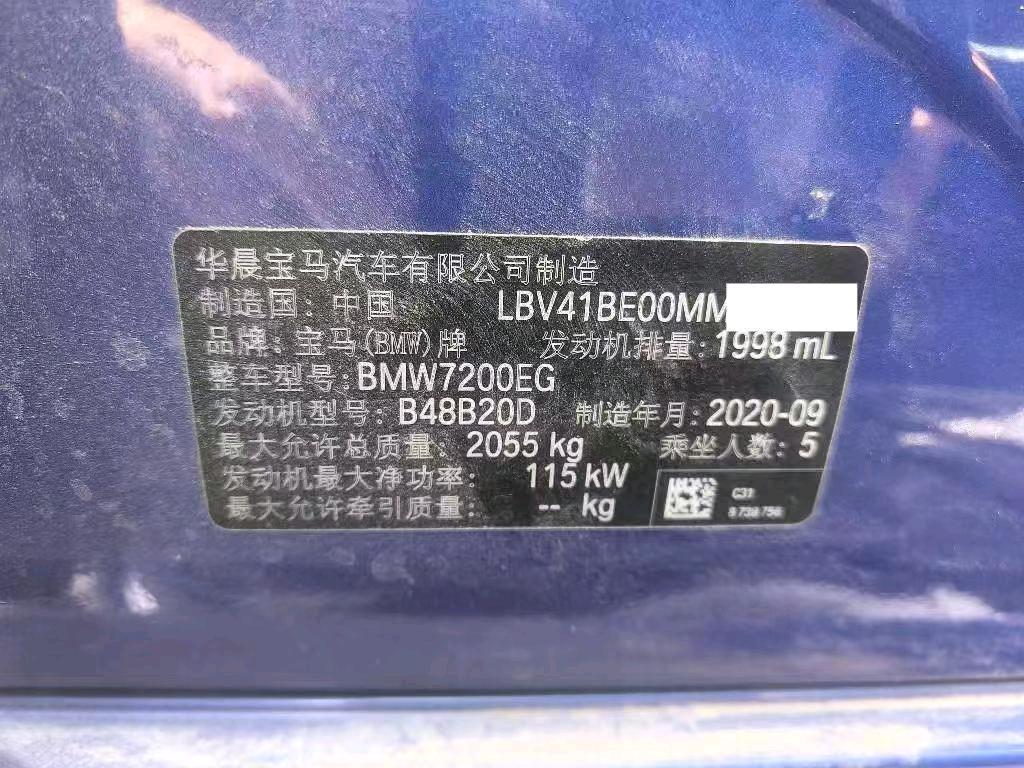 华晨宝马汽车有限公司制造
制造国: 中国 LBV41BE00MM
品牌: 宝马(BMW)牌 发动机排量: 1998 mL
整车型号: BMW7200EG
发动机型号: B48B20D 制造年月: 2020-09
最大允许总质量: 2055 kg 乘坐人数: 5
发动机最大净功率: 115 kW
最大允许牵引质量: -- kg
G31